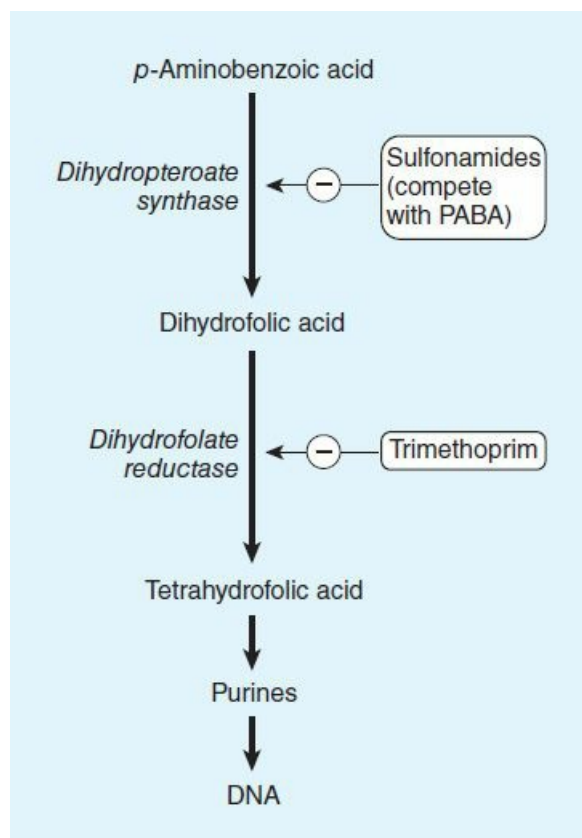 p-Aminobenzoic acid
Dihydropteroate
synthase
−
Sulfonamides
(compete
with PABA)
Dihydrofolic acid
Dihydrofolate
reductase
−
Trimethoprim
Tetrahydrofolic acid
Purines
DNA